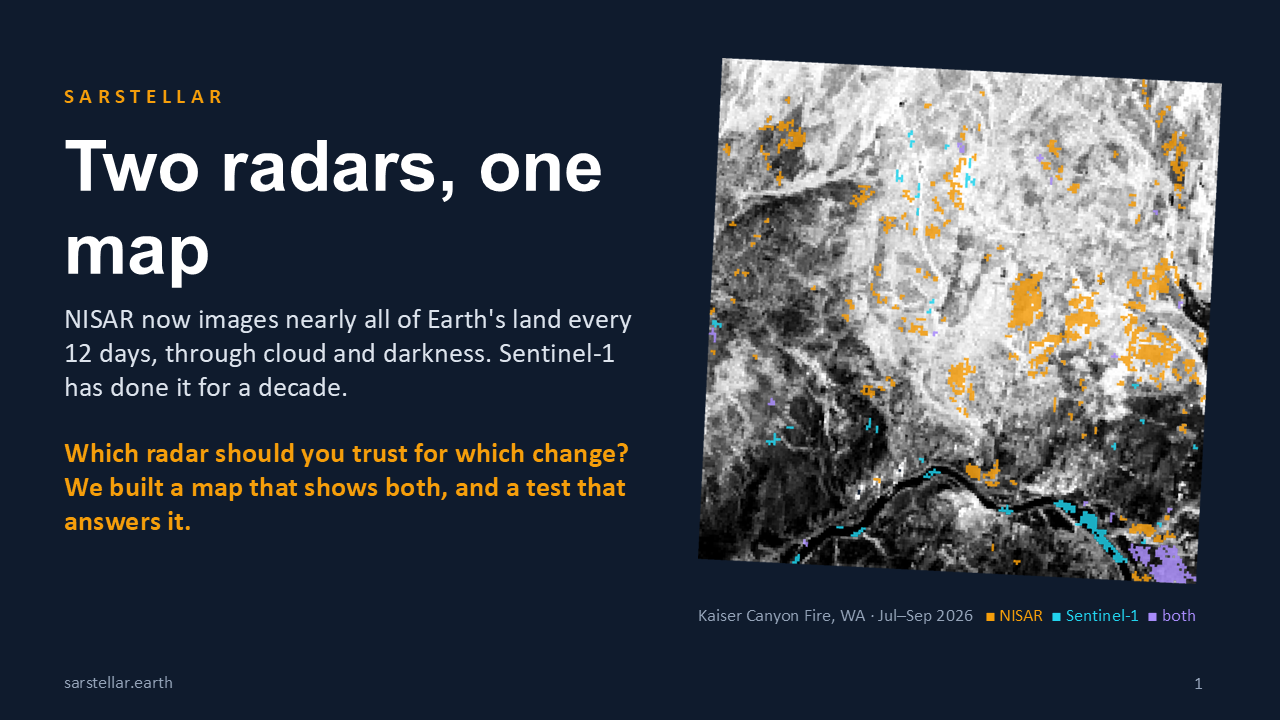 SARSTELLAR
Two radars, one
map
NISAR now images nearly all of Earth's land every
12 days, through cloud and darkness. Sentinel-1
has done it for a decade.
Which radar should you trust for which change?
We built a map that shows both, and a test that
answers it.
Kaiser Canyon Fire, WA · Jul–Sep 2026 ■ NISAR ■ Sentinel-1 ■ both
sarstellar.earth
1